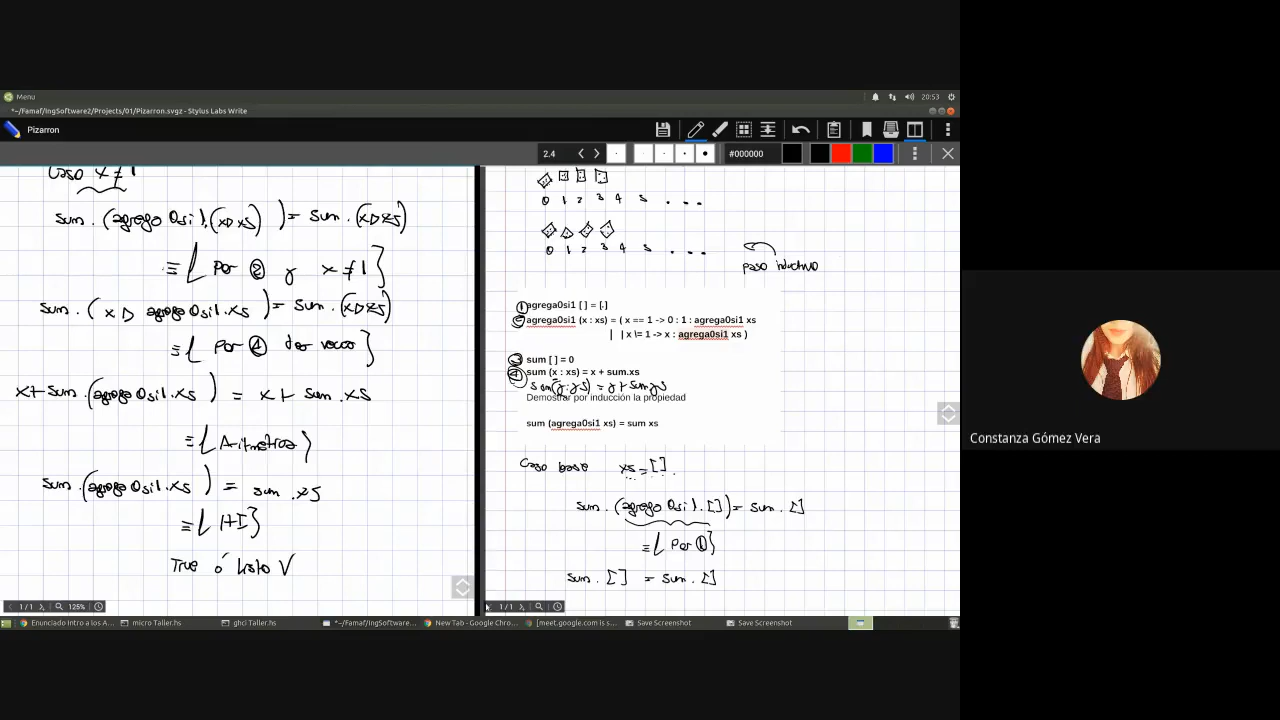 Menu
20:53
*~/Famaf/IngSoftware2/Projects/01/Pizarron.svgz - Stylus Labs Write
Pizarron
2.4
#000000
Caso x ≠ 1
sum.(agrega0si1.(x▷xs)) = sum.(x▷xs)
≡ { Por ② y x ≠ 1 }
sum.(x▷ agrega0si1.xs) = sum.(x▷xs)
≡ { Por ④ dos veces }
x + sum.(agrega0si1.xs) = x + sum.xs
≡ { Aritmetica }
sum.(agrega0si1.xs) = sum.xs
≡ { HI }
True ó listo V
1/1
125%
0 1 2 3 4 5 . . .
0 1 2 3 4 5 . . .
paso inductivo
① agrega0si1 [ ] = [.]
② agrega0si1 (x : xs) = ( x == 1 -> 0 : 1 : agrega0si1 xs
| | x \= 1 -> x : agrega0si1 xs )
③ sum [ ] = 0
④ sum (x : xs) = x + sum.xs
sum(y:ys) = y + sum ys
Demostrar por inducción la propiedad
sum (agrega0si1 xs) = sum xs
Caso base xs = [].
sum.(agrega0si1.[]) = sum.[]
≡ { Por ① }
sum.[] = sum.[]
1/1
Constanza Gómez Vera
Enunciado Intro a los A...
micro Taller.hs
ghci Taller.hs
*~/Famaf/IngSoftware...
New Tab - Google Chro...
[meet.google.com is s...
Save Screenshot
Save Screenshot